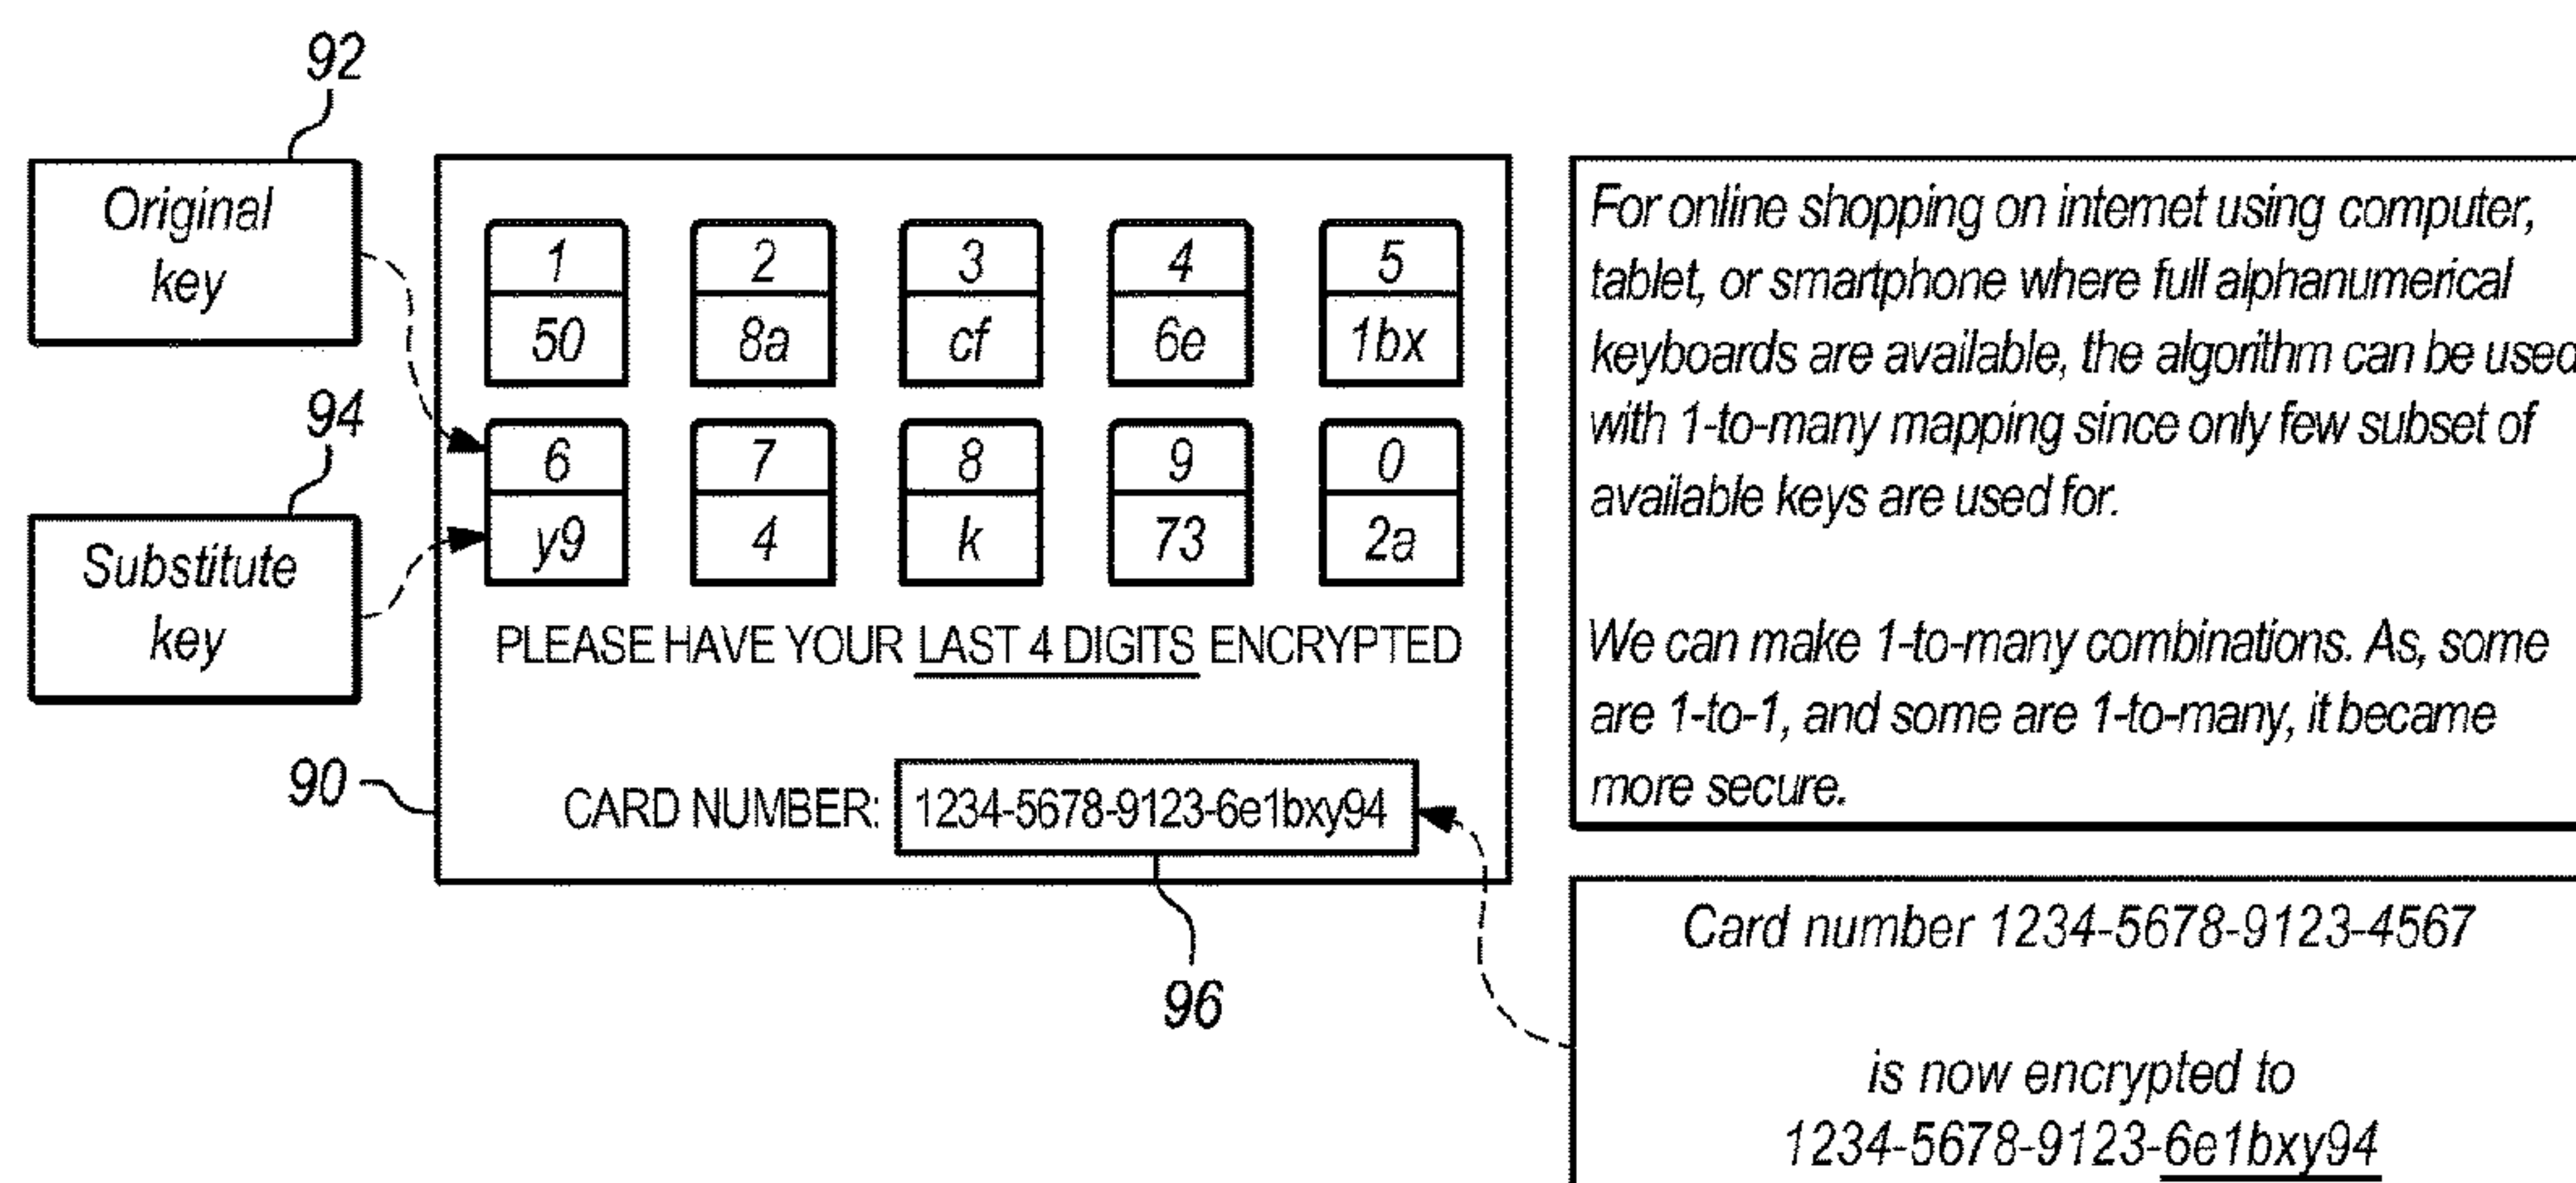 92
Original
key
94
Substitute
key
90
1 2 3 4 5
50 8a cf 6e 1bx
6 7 8 9 0
y9 4 k 73 2a
PLEASE HAVE YOUR LAST 4 DIGITS ENCRYPTED
CARD NUMBER: 1234-5678-9123-6e1bxy94
96
For online shopping on internet using computer,
tablet, or smartphone where full alphanumerical
keyboards are available, the algorithm can be used
with 1-to-many mapping since only few subset of
available keys are used for.
We can make 1-to-many combinations. As, some
are 1-to-1, and some are 1-to-many, it became
more secure.
Card number 1234-5678-9123-4567
is now encrypted to
1234-5678-9123-6e1bxy94